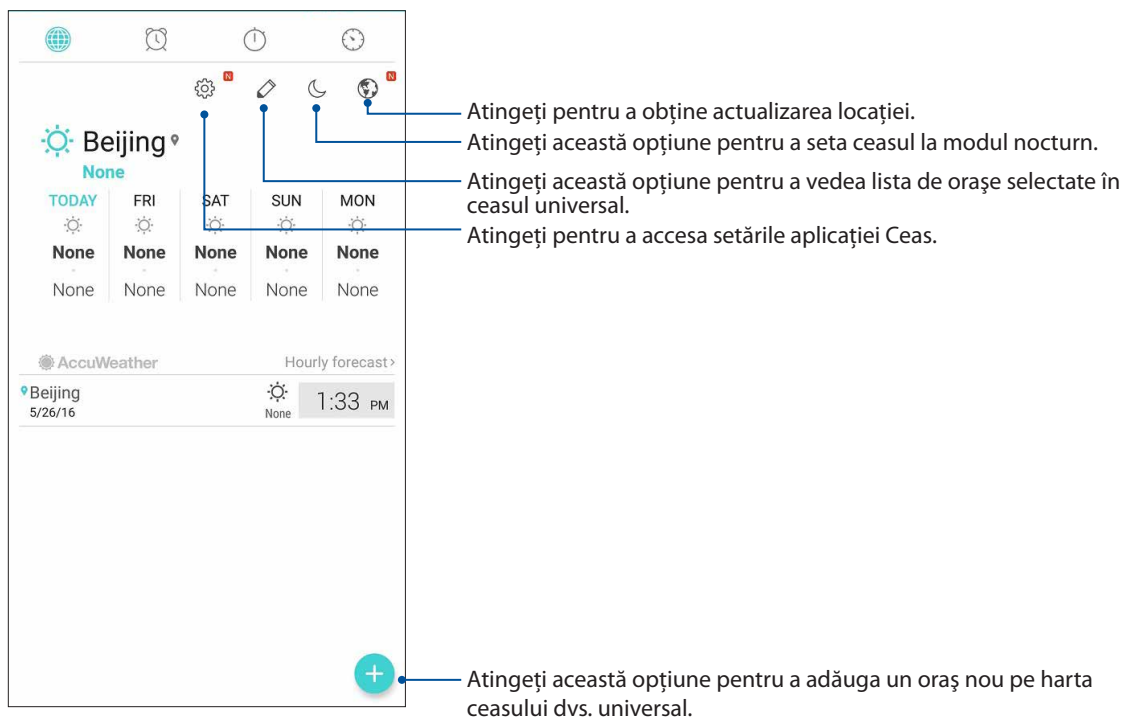 N
N
Beijing
None
TODAY FRI SAT SUN MON
None None None None None
None None None None None
AccuWeather Hourly forecast>
Beijing
5/26/16
None
1:33 PM
+
Atingeți pentru a obține actualizarea locației.
Atingeți această opțiune pentru a seta ceasul la modul nocturn.
Atingeți această opțiune pentru a vedea lista de orașe selectate în
ceasul universal.
Atingeți pentru a accesa setările aplicației Ceas.
Atingeți această opțiune pentru a adăuga un oraş nou pe harta
ceasului dvs. universal.